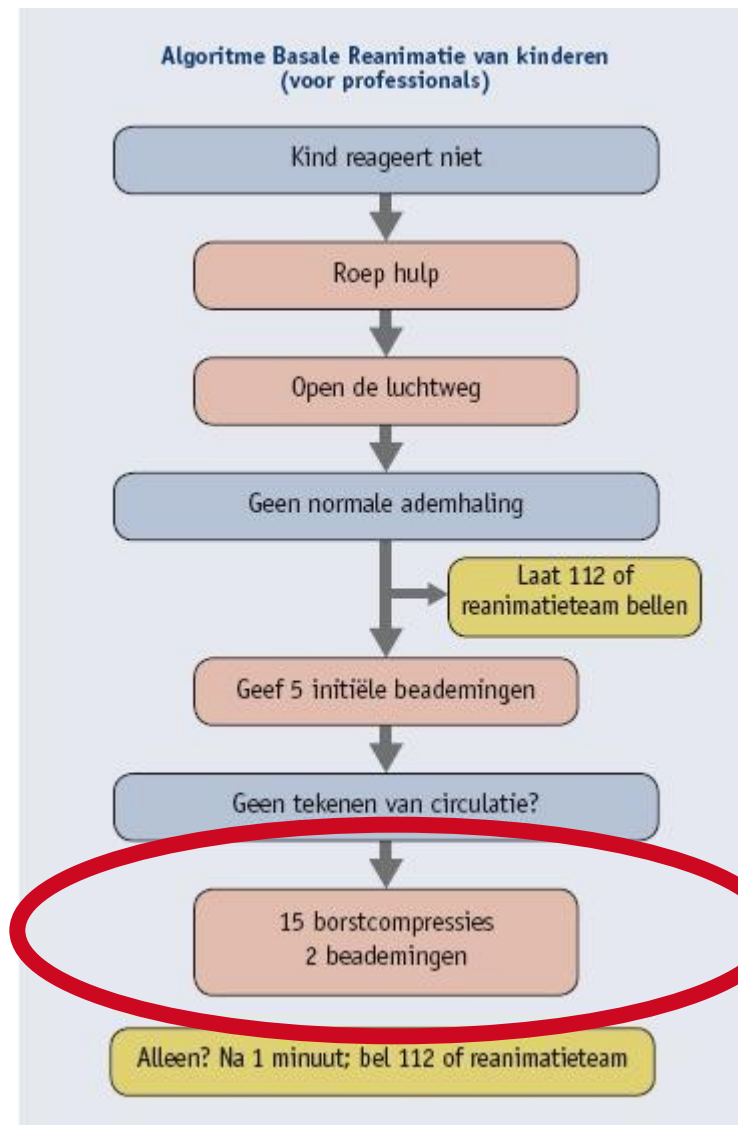 Algoritme Basale Reanimatie van kinderen
(voor professionals)
Kind reageert niet
Roep hulp
Open de luchtweg
Geen normale ademhaling
Laat 112 of
reanimatieteam bellen
Geef 5 initiële beademingen
Geen tekenen van circulatie?
15 borstcompressies
2 beademingen
Alleen? Na 1 minuut; bel 112 of reanimatieteam